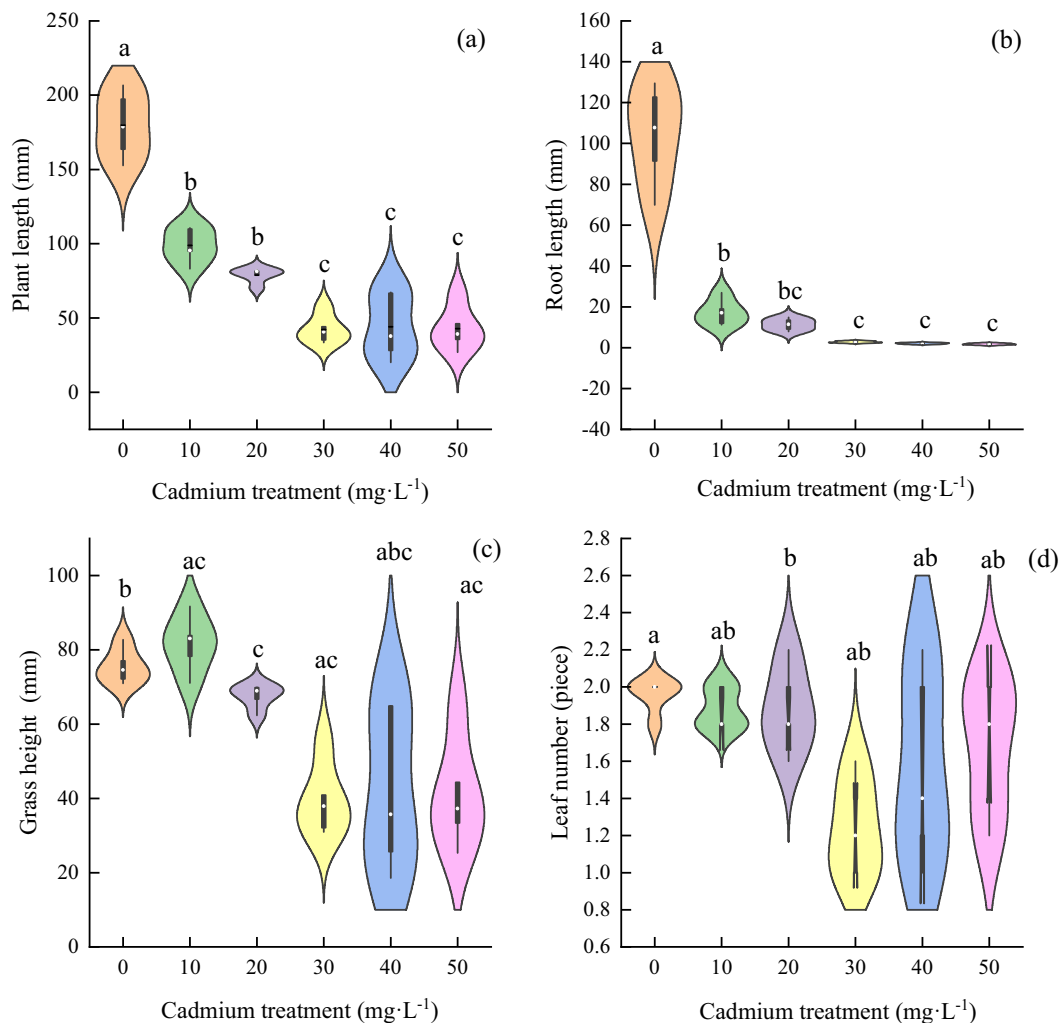 (a)
Plant length (mm)
250
200
150
100
50
0
a
b
b
c
c
c
0 10 20 30 40 50
Cadmium treatment (mg·L-1)
(b)
Root length (mm)
160
140
120
100
80
60
40
20
0
-20
-40
a
b
bc
c
c
c
0 10 20 30 40 50
Cadmium treatment (mg·L-1)
(c)
Grass height (mm)
100
80
60
40
20
0
b
ac
c
ac
abc
ac
0 10 20 30 40 50
Cadmium treatment (mg·L-1)
(d)
Leaf number (piece)
2.8
2.6
2.4
2.2
2.0
1.8
1.6
1.4
1.2
1.0
0.8
0.6
a
ab
b
ab
ab
ab
0 10 20 30 40 50
Cadmium treatment (mg·L-1)